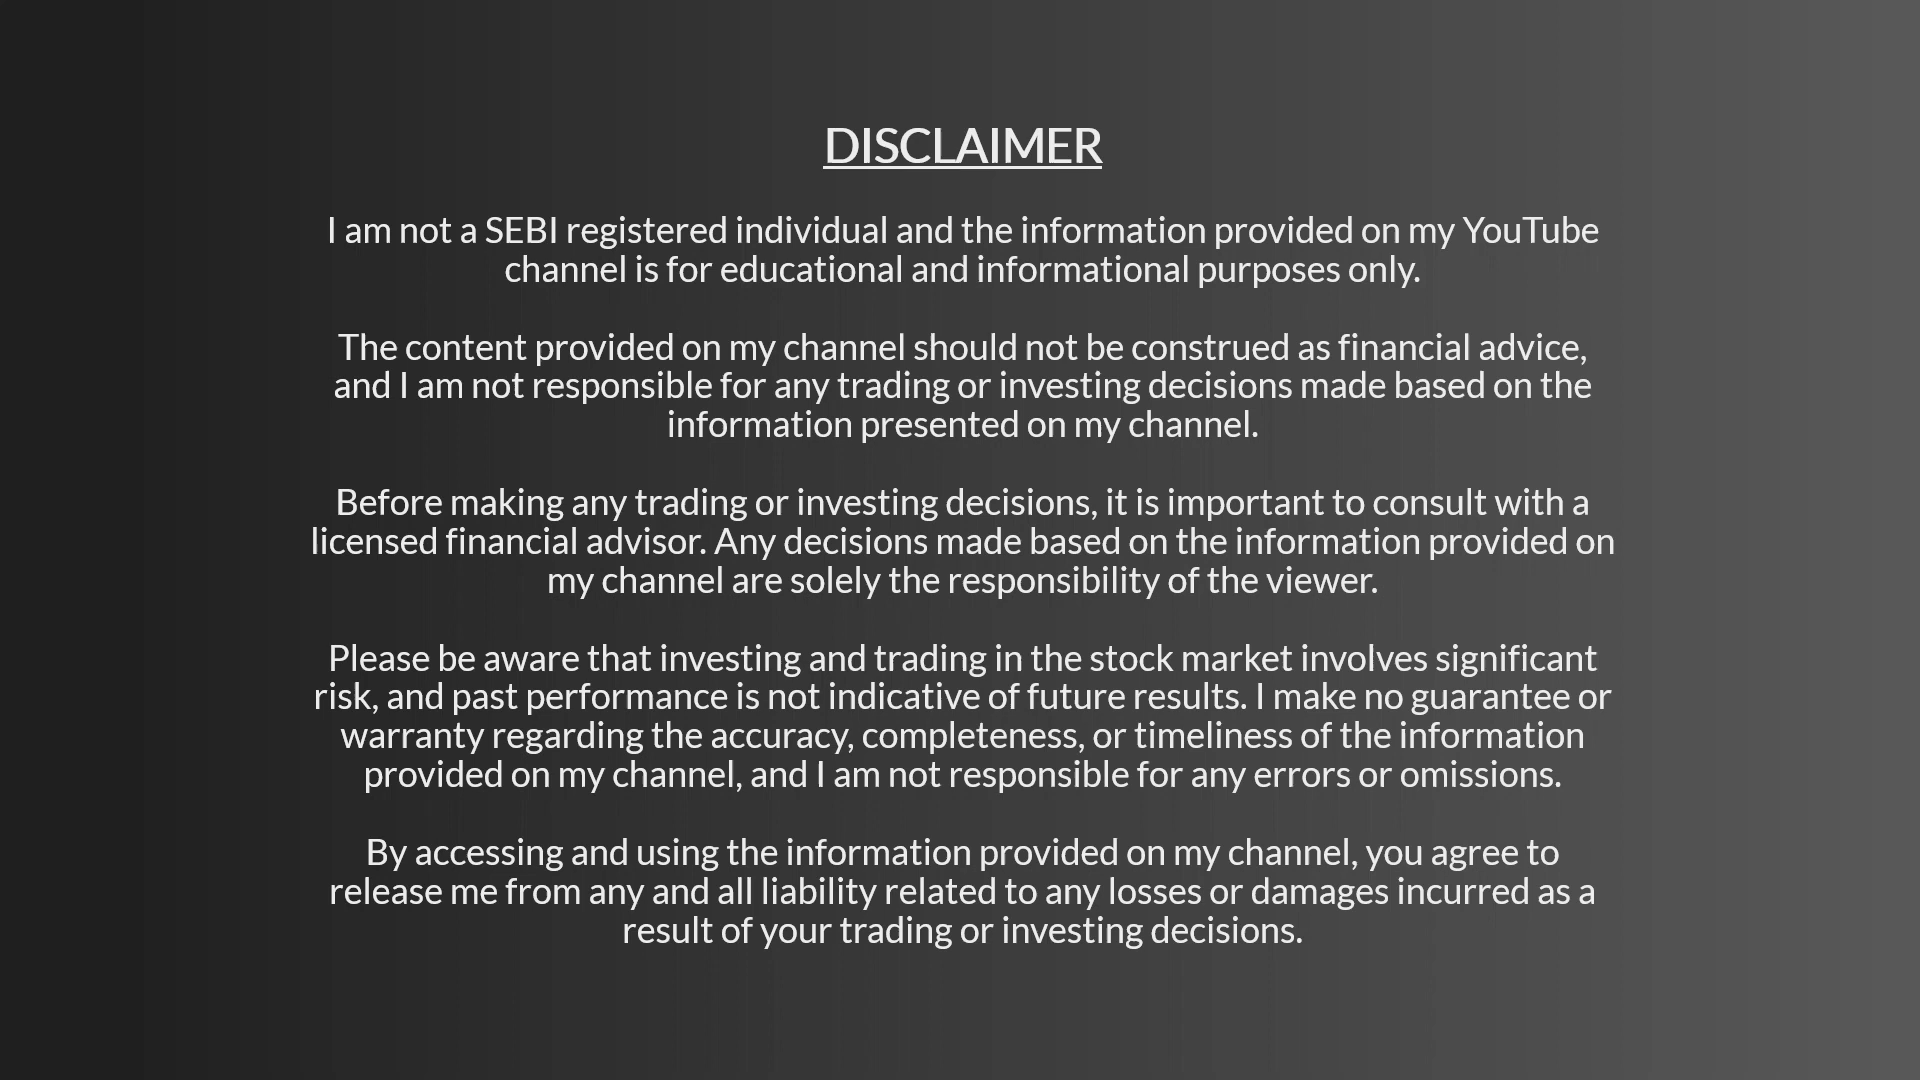 DISCLAIMER
I am not a SEBI registered individual and the information provided on my YouTube
channel is for educational and informational purposes only.
The content provided on my channel should not be construed as financial advice,
and I am not responsible for any trading or investing decisions made based on the
information presented on my channel.
Before making any trading or investing decisions, it is important to consult with a
licensed financial advisor. Any decisions made based on the information provided on
my channel are solely the responsibility of the viewer.
Please be aware that investing and trading in the stock market involves significant
risk, and past performance is not indicative of future results. I make no guarantee or
warranty regarding the accuracy, completeness, or timeliness of the information
provided on my channel, and I am not responsible for any errors or omissions.
By accessing and using the information provided on my channel, you agree to
release me from any and all liability related to any losses or damages incurred as a
result of your trading or investing decisions.